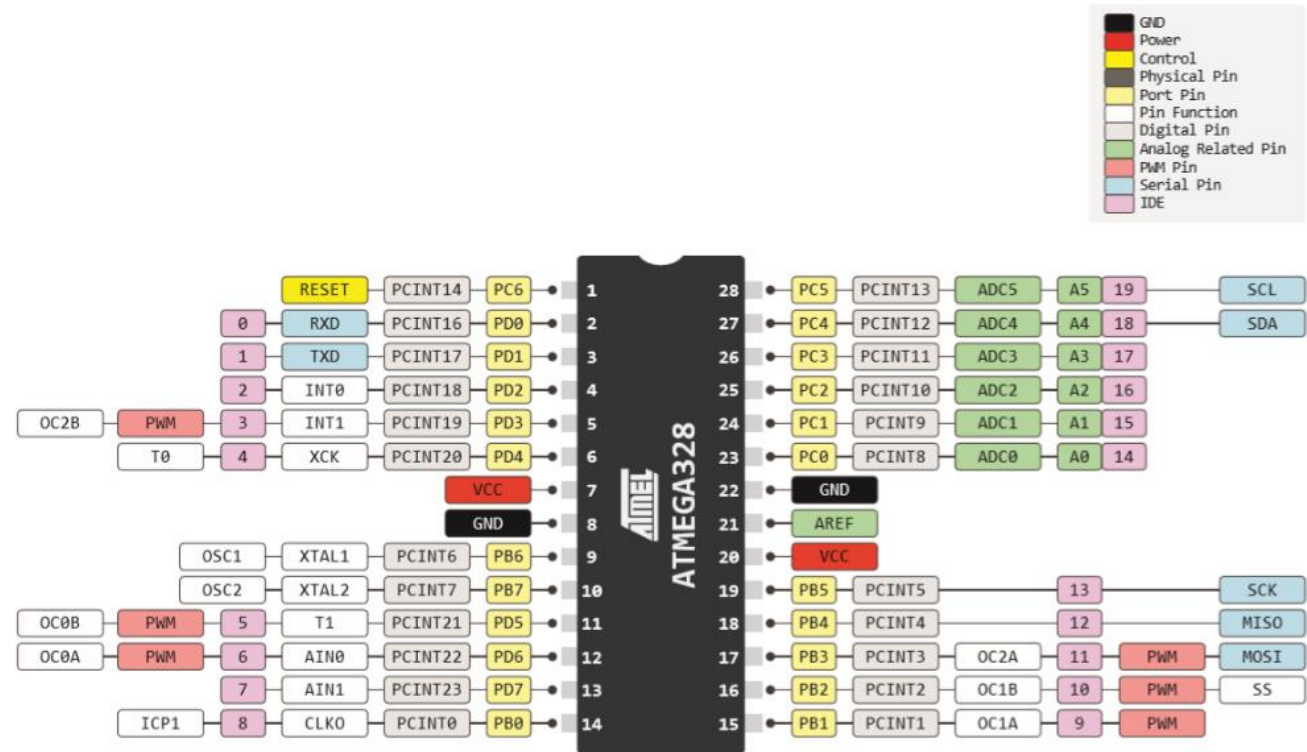 GND
Power
Control
Physical Pin
Port Pin
Pin Function
Digital Pin
Analog Related Pin
PWM Pin
Serial Pin
IDE
RESET PCINT14 PC6 1 28 PC5 PCINT13 ADC5 A5 19 SCL
0 RXD PCINT16 PD0 2 27 PC4 PCINT12 ADC4 A4 18 SDA
1 TXD PCINT17 PD1 3 26 PC3 PCINT11 ADC3 A3 17
2 INT0 PCINT18 PD2 4 25 PC2 PCINT10 ADC2 A2 16
OC2B PWM 3 INT1 PCINT19 PD3 5 24 PC1 PCINT9 ADC1 A1 15
T0 4 XCK PCINT20 PD4 6 23 PC0 PCINT8 ADC0 A0 14
VCC 7 22 GND
GND 8 21 AREF
OSC1 XTAL1 PCINT6 PB6 9 20 VCC
OSC2 XTAL2 PCINT7 PB7 10 19 PB5 PCINT5 13 SCK
OC0B PWM 5 T1 PCINT21 PD5 11 18 PB4 PCINT4 12 MISO
OC0A PWM 6 AIN0 PCINT22 PD6 12 17 PB3 PCINT3 OC2A 11 PWM MOSI
7 AIN1 PCINT23 PD7 13 16 PB2 PCINT2 OC1B 10 PWM SS
ICP1 8 CLKO PCINT0 PB0 14 15 PB1 PCINT1 OC1A 9 PWM
ATMEL
ATMEGA328